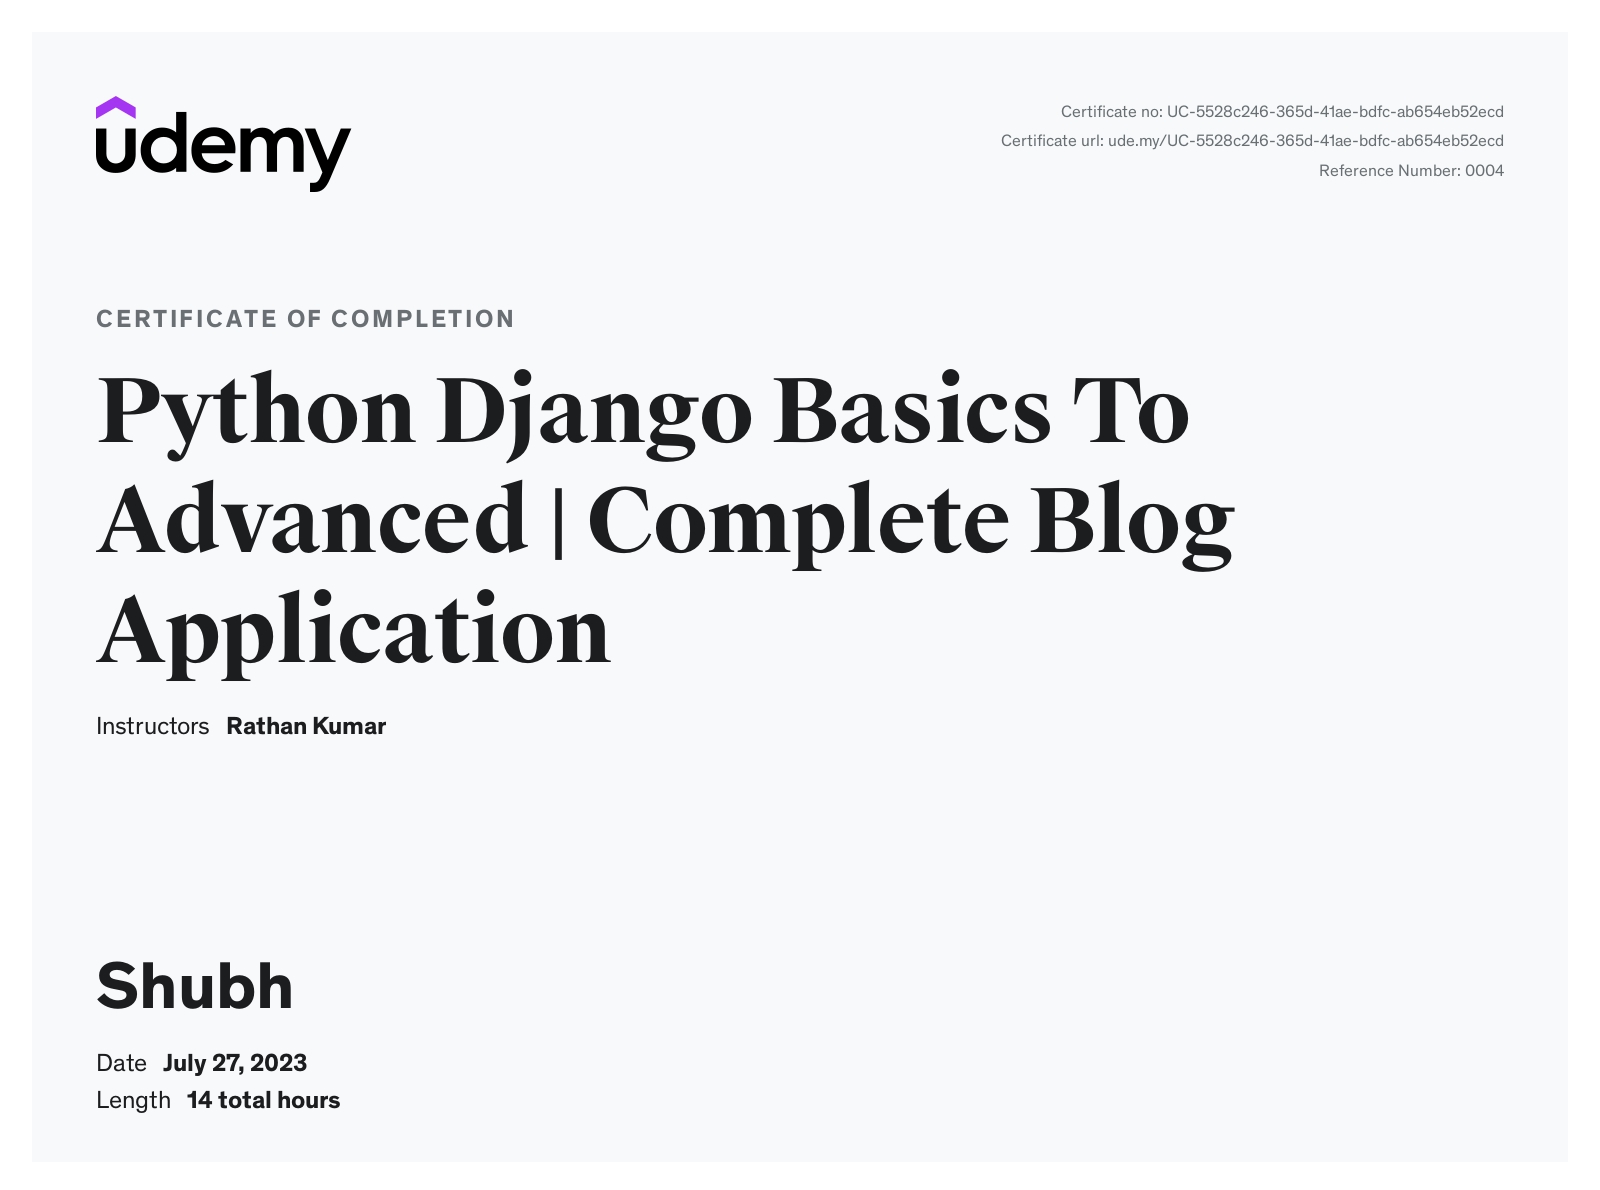 udemy
Certificate no: UC-5528c246-365d-41ae-bdfc-ab654eb52ecd
Certificate url: ude.my/UC-5528c246-365d-41ae-bdfc-ab654eb52ecd
Reference Number: 0004
CERTIFICATE OF COMPLETION
Python Django Basics To
Advanced | Complete Blog
Application
Instructors Rathan Kumar
Shubh
Date July 27, 2023
Length 14 total hours